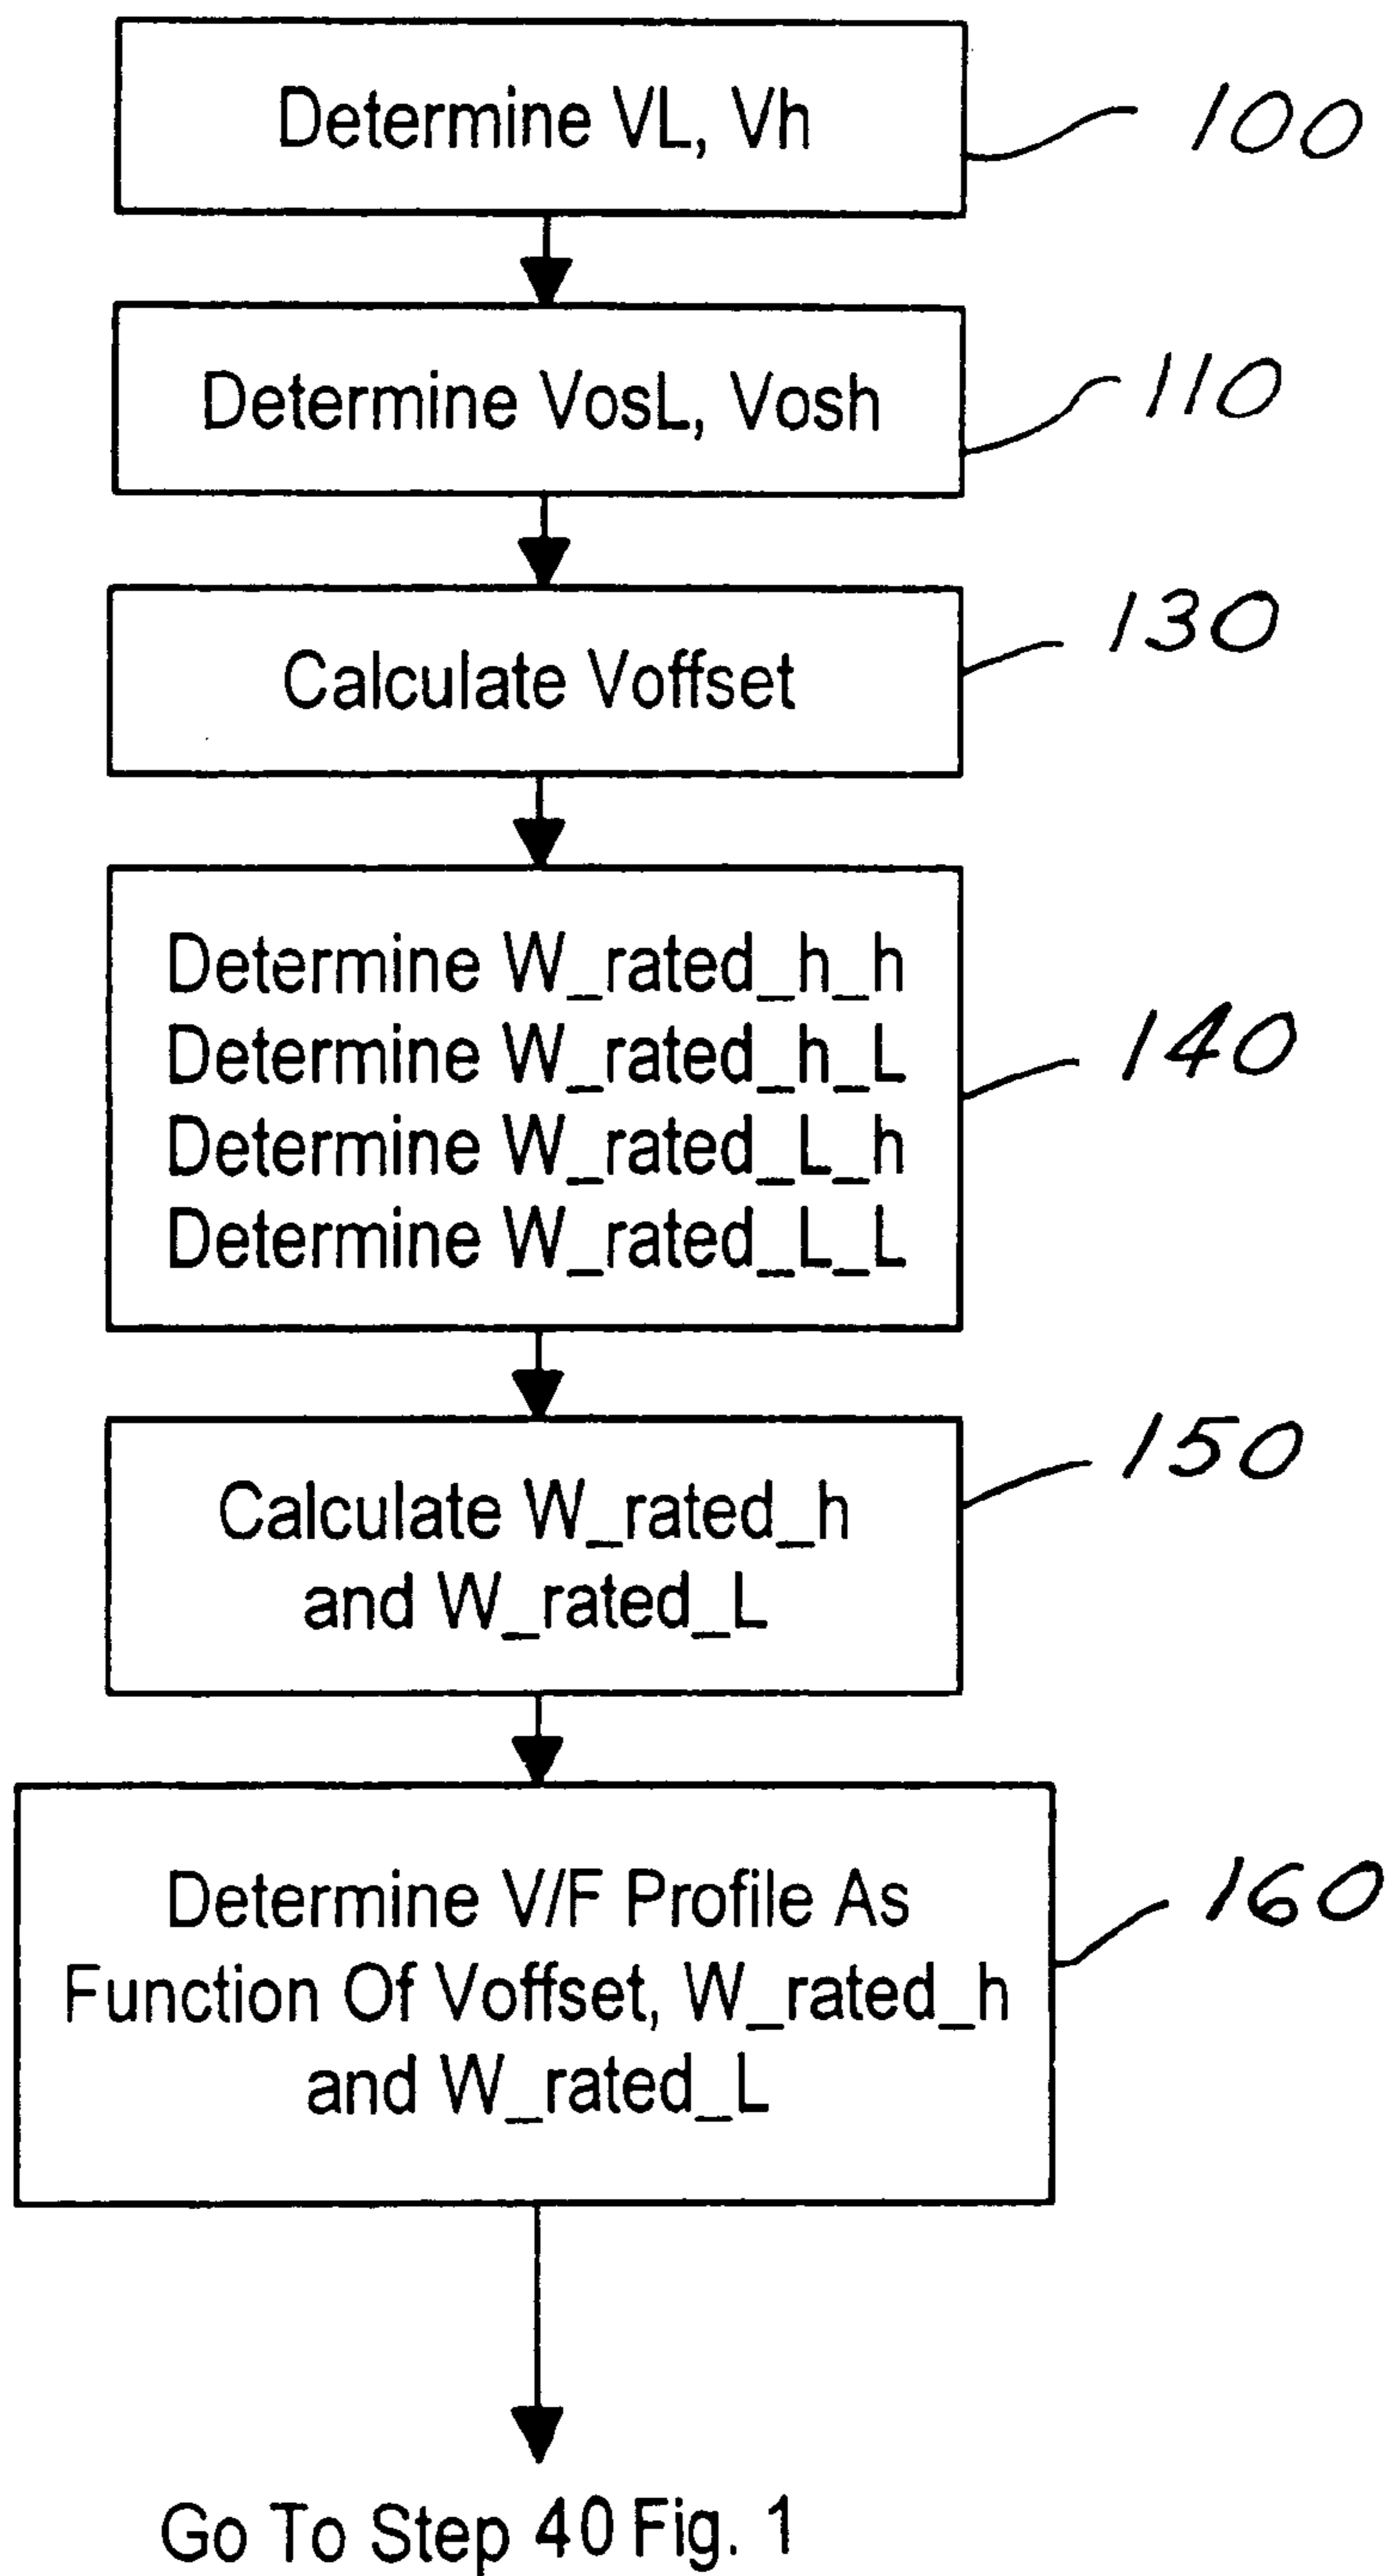 Determine VL, Vh
100
Determine VosL, Vosh
110
Calculate Voffset
130
Determine W_rated_h_h
Determine W_rated_h_L
Determine W_rated_L_h
Determine W_rated_L_L
140
Calculate W_rated_h
and W_rated_L
150
Determine V/F Profile As
Function Of Voffset, W_rated_h
and W_rated_L
160
Go To Step 40 Fig. 1